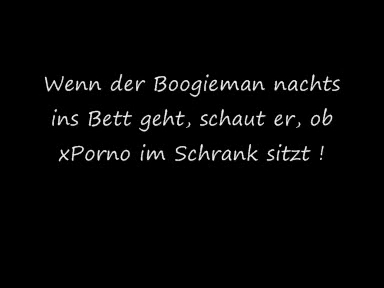 Wenn der Boogieman nachts
ins Bett geht, schaut er, ob
xPorno im Schrank sitzt !